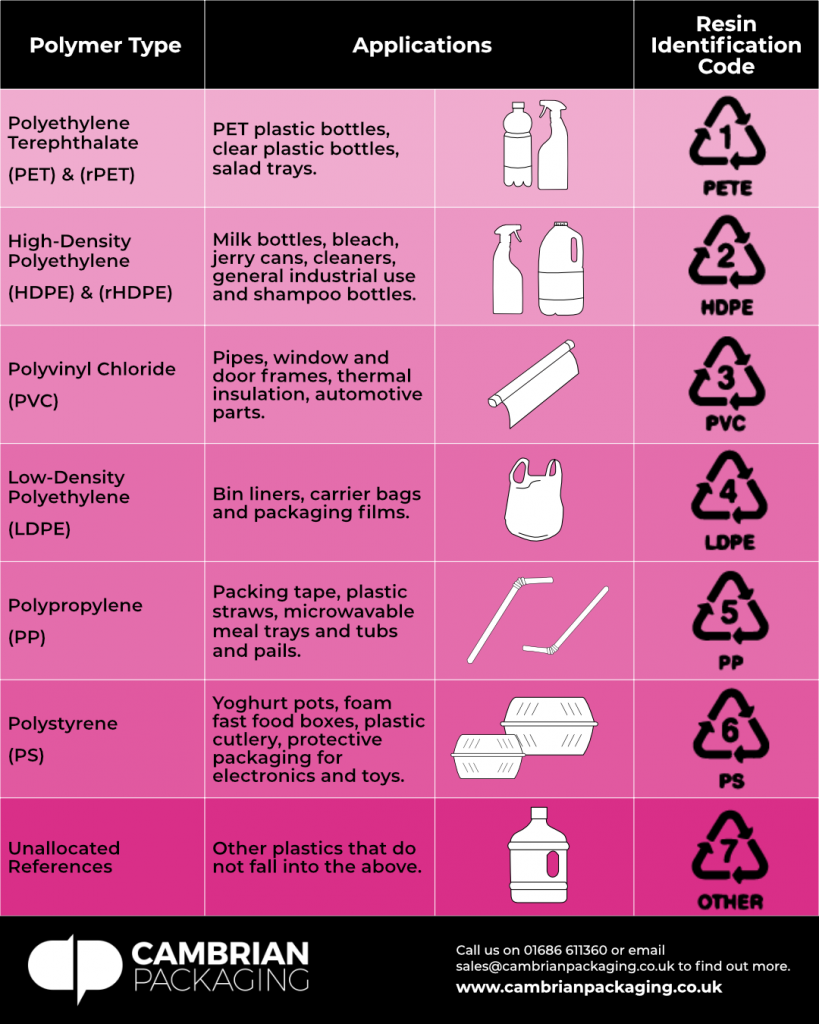 Polymer Type
Applications
Resin
Identification
Code
Polyethylene
Terephthalate
(PET) & (rPET)
PET plastic bottles,
clear plastic bottles,
salad trays.
1
PETE
High-Density
Polyethylene
(HDPE) & (rHDPE)
Milk bottles, bleach,
jerry cans, cleaners,
general industrial use
and shampoo bottles.
2
HDPE
Polyvinyl Chloride
(PVC)
Pipes, window and
door frames, thermal
insulation, automotive
parts.
3
PVC
Low-Density
Polyethylene
(LDPE)
Bin liners, carrier bags
and packaging films.
4
LDPE
Polypropylene
(PP)
Packing tape, plastic
straws, microwavable
meal trays and tubs
and pails.
5
PP
Polystyrene
(PS)
Yoghurt pots, foam
fast food boxes, plastic
cutlery, protective
packaging for
electronics and toys.
6
PS
Unallocated
References
Other plastics that do
not fall into the above.
7
OTHER
CAMBRIAN
PACKAGING
Call us on 01686 611360 or email
sales@cambrianpackaging.co.uk to find out more.
www.cambrianpackaging.co.uk